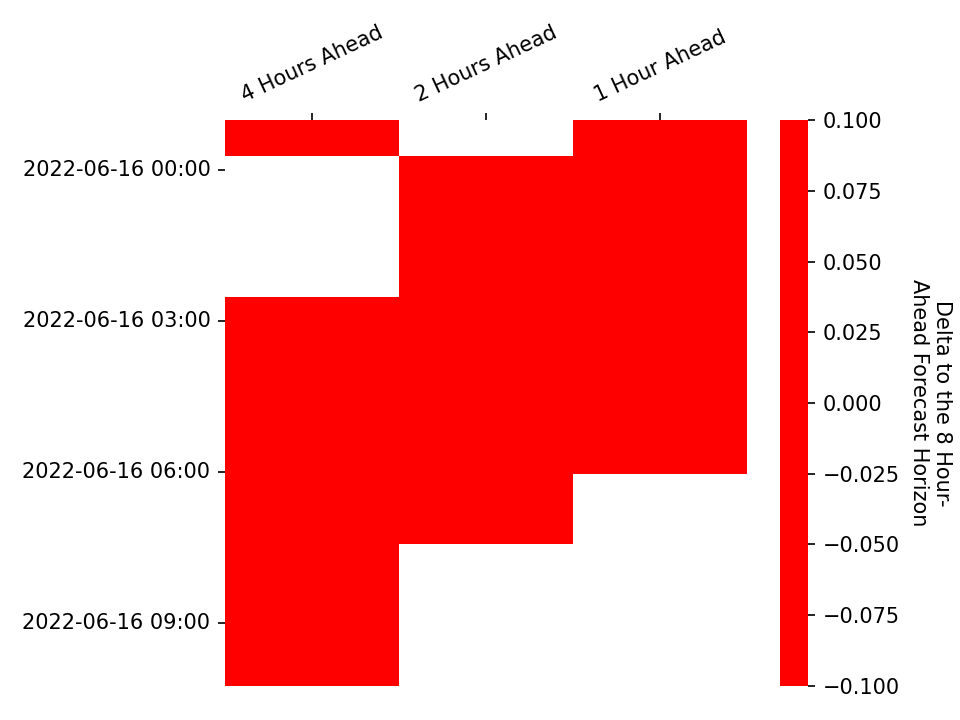 4 Hours Ahead
2 Hours Ahead
1 Hour Ahead
2022-06-16 00:00
2022-06-16 03:00
2022-06-16 06:00
2022-06-16 09:00
0.100
0.075
0.050
0.025
0.000
−0.025
−0.050
−0.075
−0.100
Delta to the 8 Hour-
Ahead Forecast Horizon